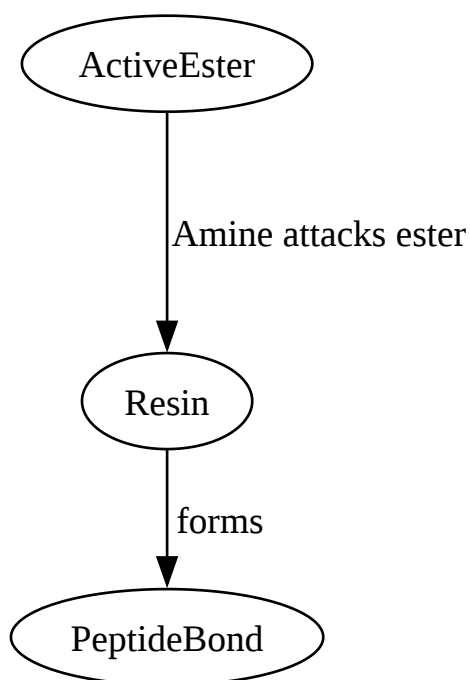 ActiveEster
Amine attacks ester
Resin
forms
PeptideBond